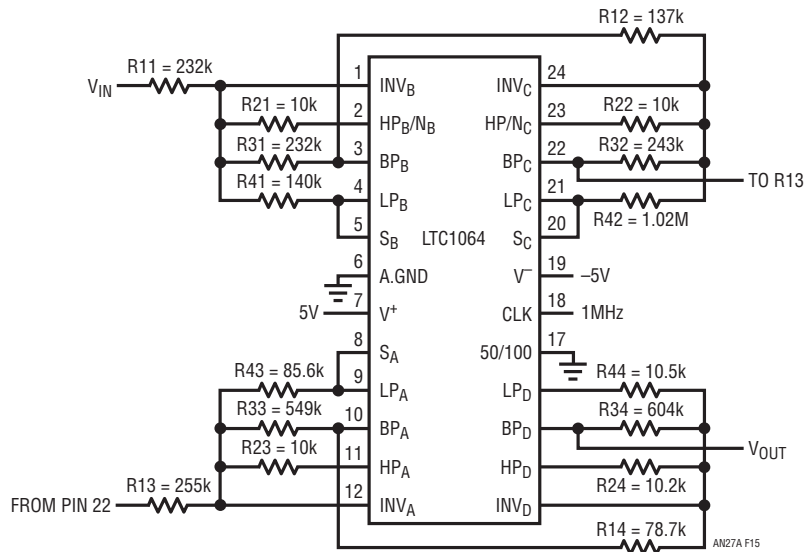 R12 = 137k
R11 = 232k
V_IN
1 INV_B INV_C 24
R21 = 10k
2 HP_B/N_B HP/N_C 23
R22 = 10k
R31 = 232k
3 BP_B BP_C 22
R32 = 243k
TO R13
R41 = 140k
4 LP_B LP_C 21
R42 = 1.02M
5 S_B LTC1064 S_C 20
6 A.GND V⁻ 19 –5V
5V 7 V⁺ CLK 18 1MHz
8 S_A 50/100 17
R43 = 85.6k
9 LP_A LP_D
R44 = 10.5k
R33 = 549k
10 BP_A BP_D
R34 = 604k
V_OUT
R23 = 10k
11 HP_A HP_D
R24 = 10.2k
FROM PIN 22
R13 = 255k
12 INV_A INV_D
R14 = 78.7k
AN27A F15